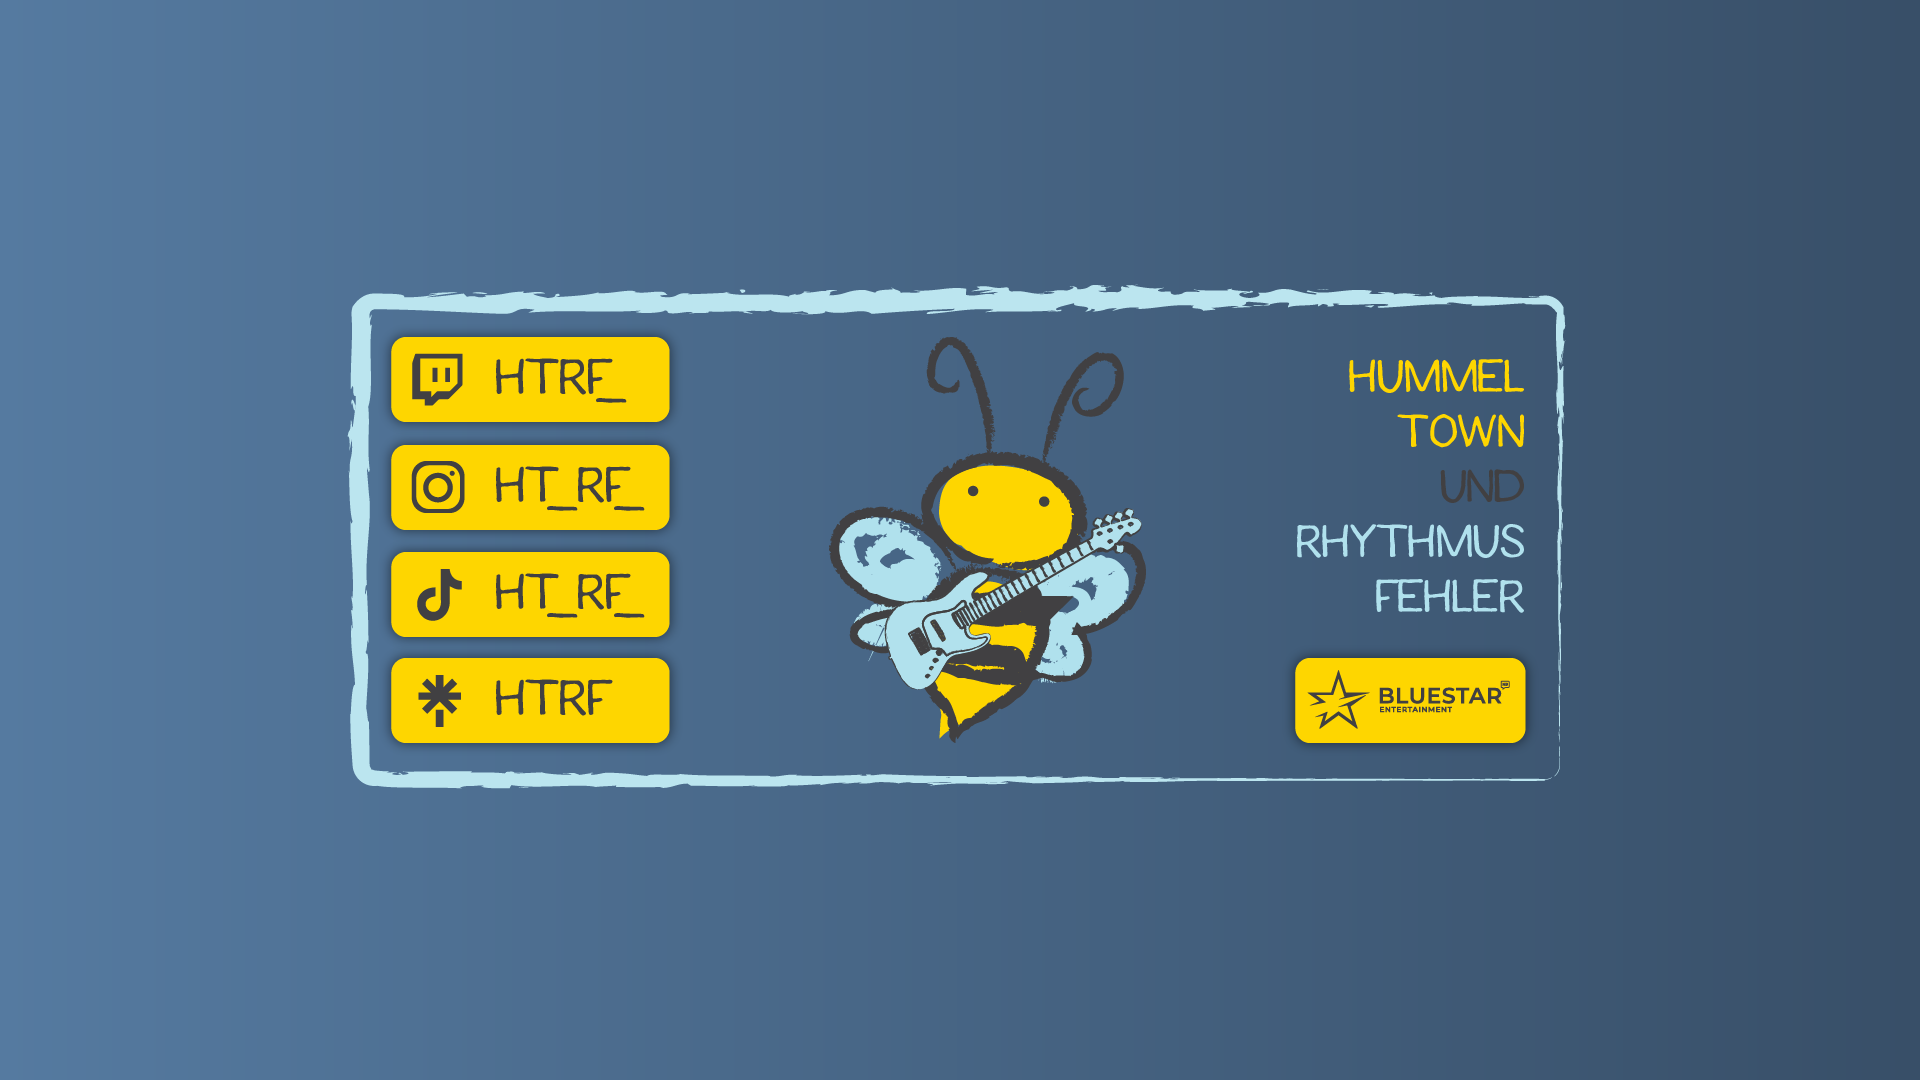 HTRF_
HT_RF_
HT_RF_
HTRF
HUMMEL
TOWN
UND
RHYTHMUS
FEHLER
BLUESTAR
ENTERTAINMENT